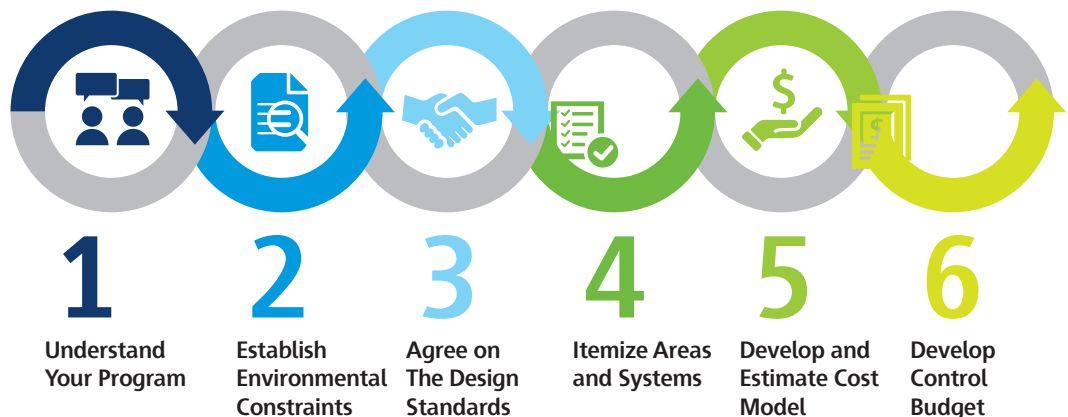 1
Understand
Your Program
2
Establish
Environmental
Constraints
3
Agree on
The Design
Standards
4
Itemize Areas
and Systems
5
Develop and
Estimate Cost
Model
$
6
Develop
Control
Budget
$